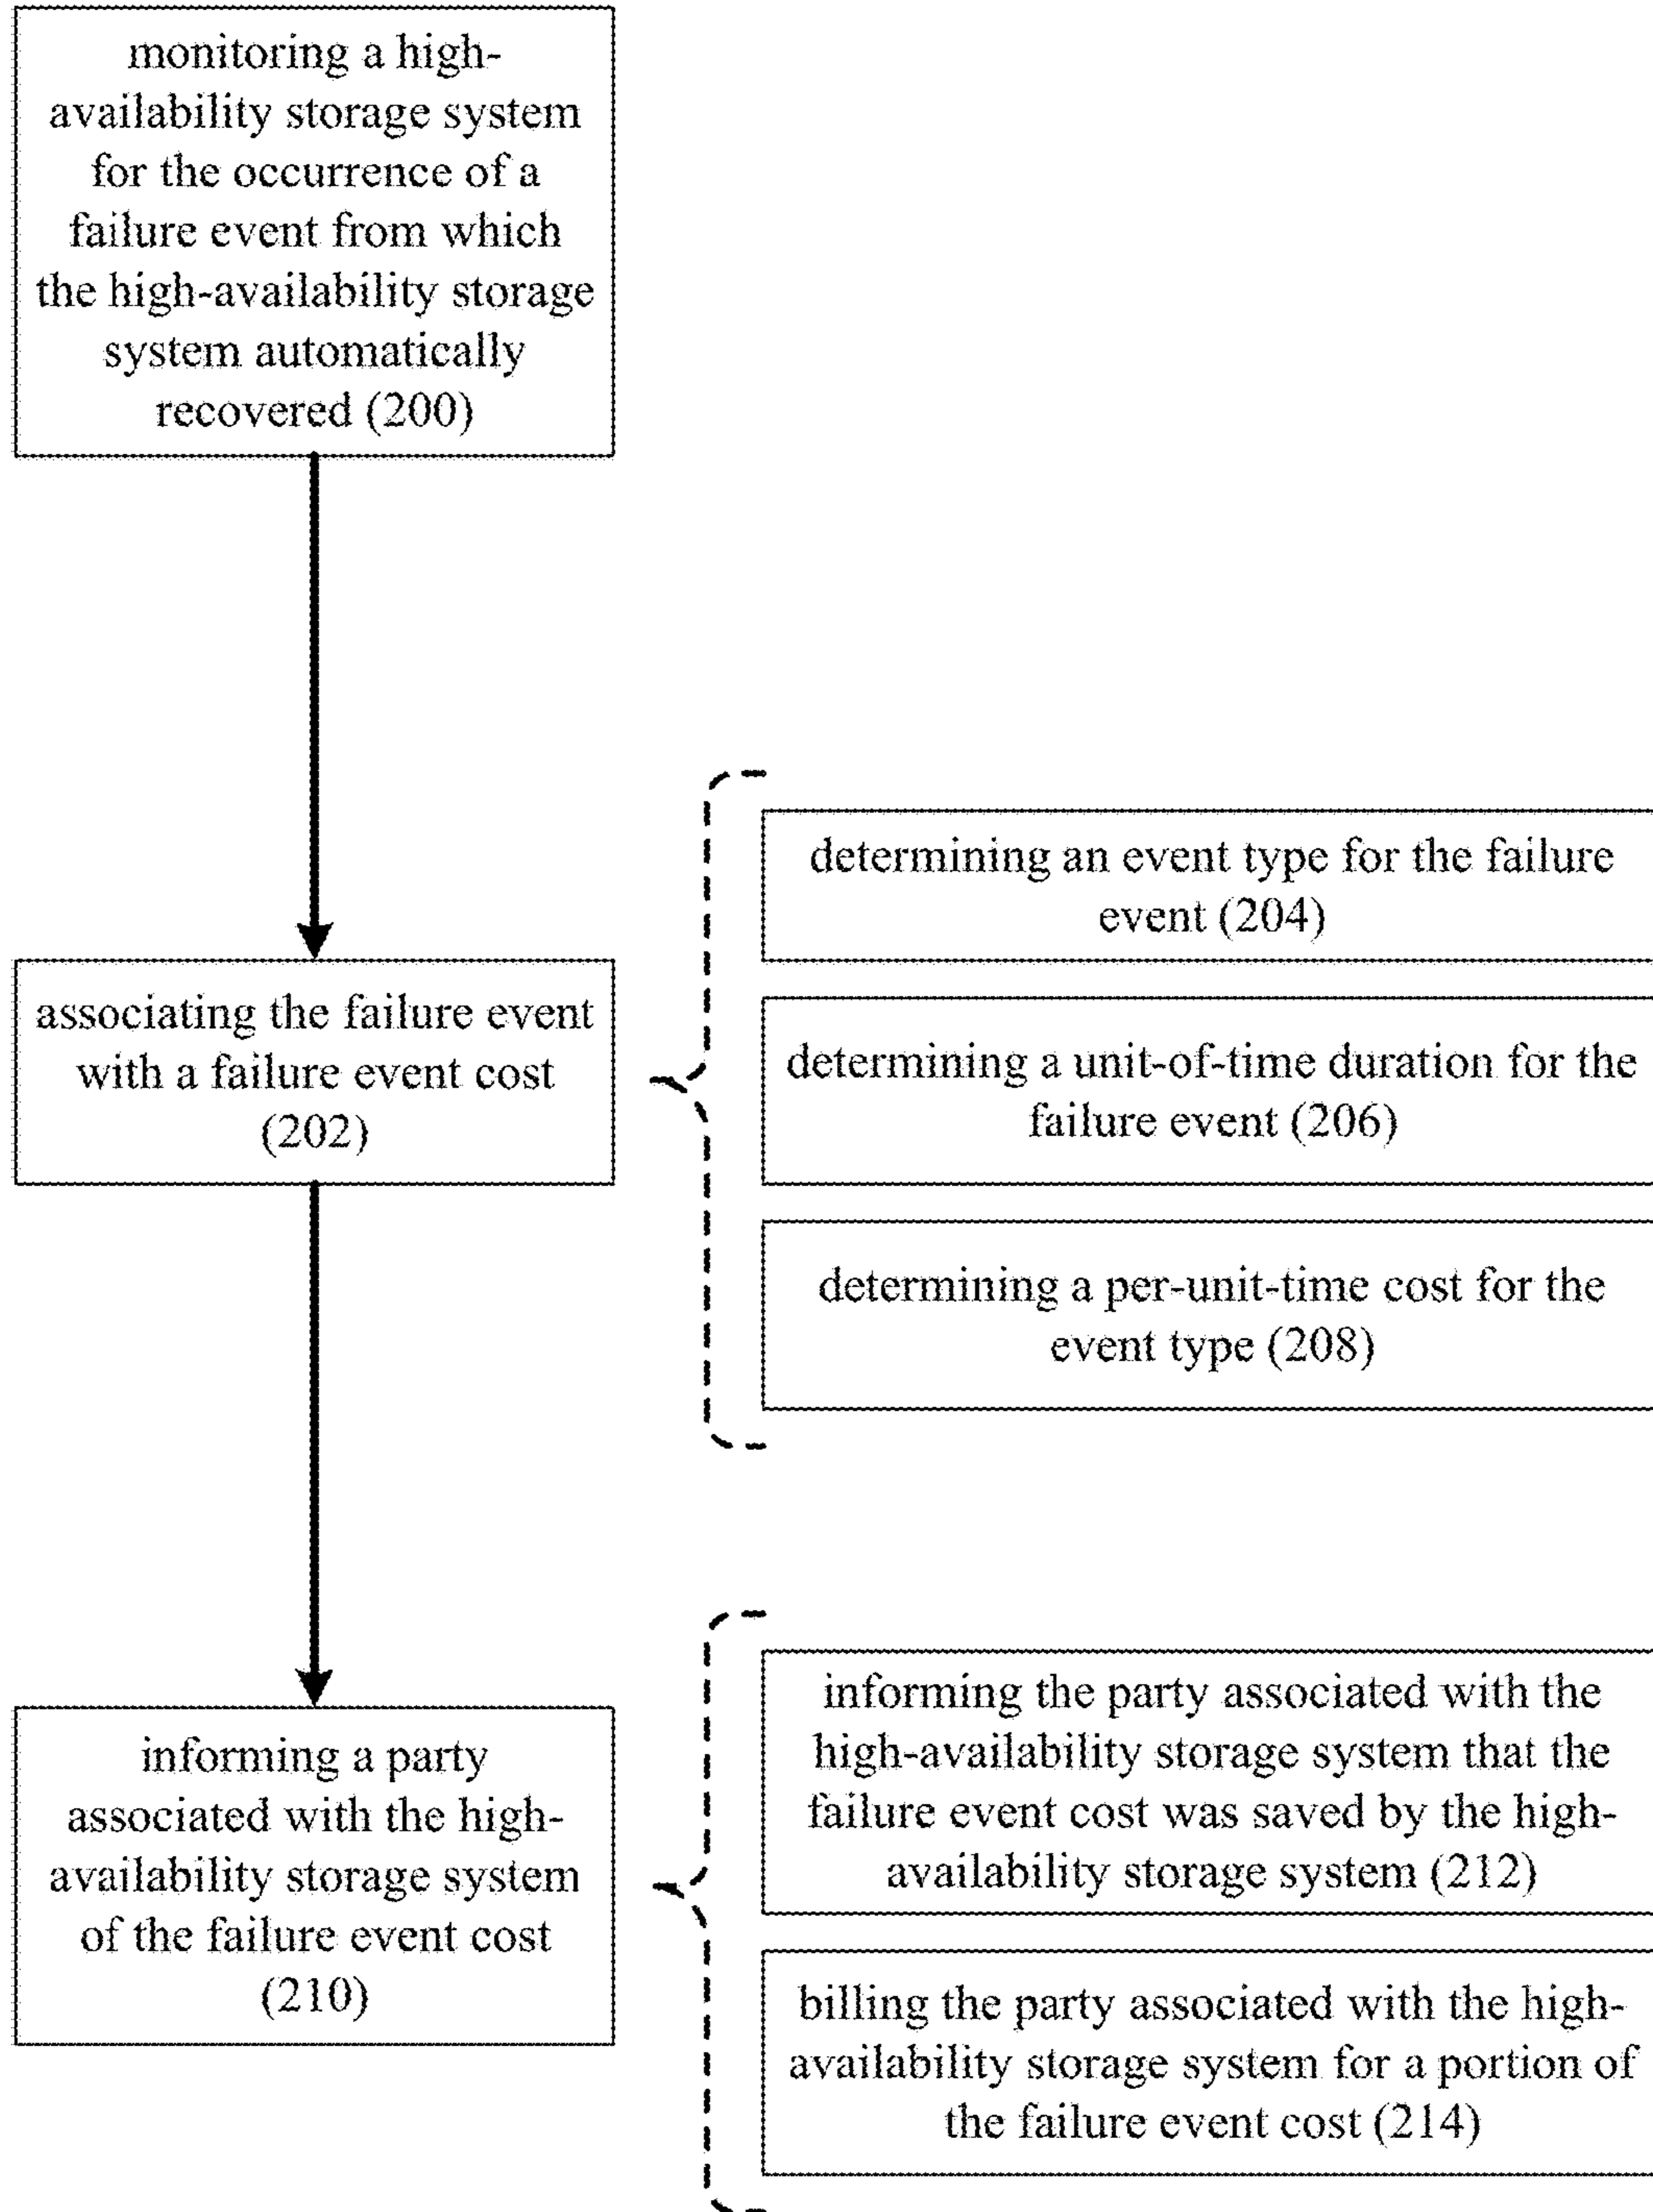 monitoring a high-
availability storage system
for the occurrence of a
failure event from which
the high-availability storage
system automatically
recovered (200)
associating the failure event
with a failure event cost
(202)
determining an event type for the failure
event (204)
determining a unit-of-time duration for the
failure event (206)
determining a per-unit-time cost for the
event type (208)
informing a party
associated with the high-
availability storage system
of the failure event cost
(210)
informing the party associated with the
high-availability storage system that the
failure event cost was saved by the high-
availability storage system (212)
billing the party associated with the high-
availability storage system for a portion of
the failure event cost (214)